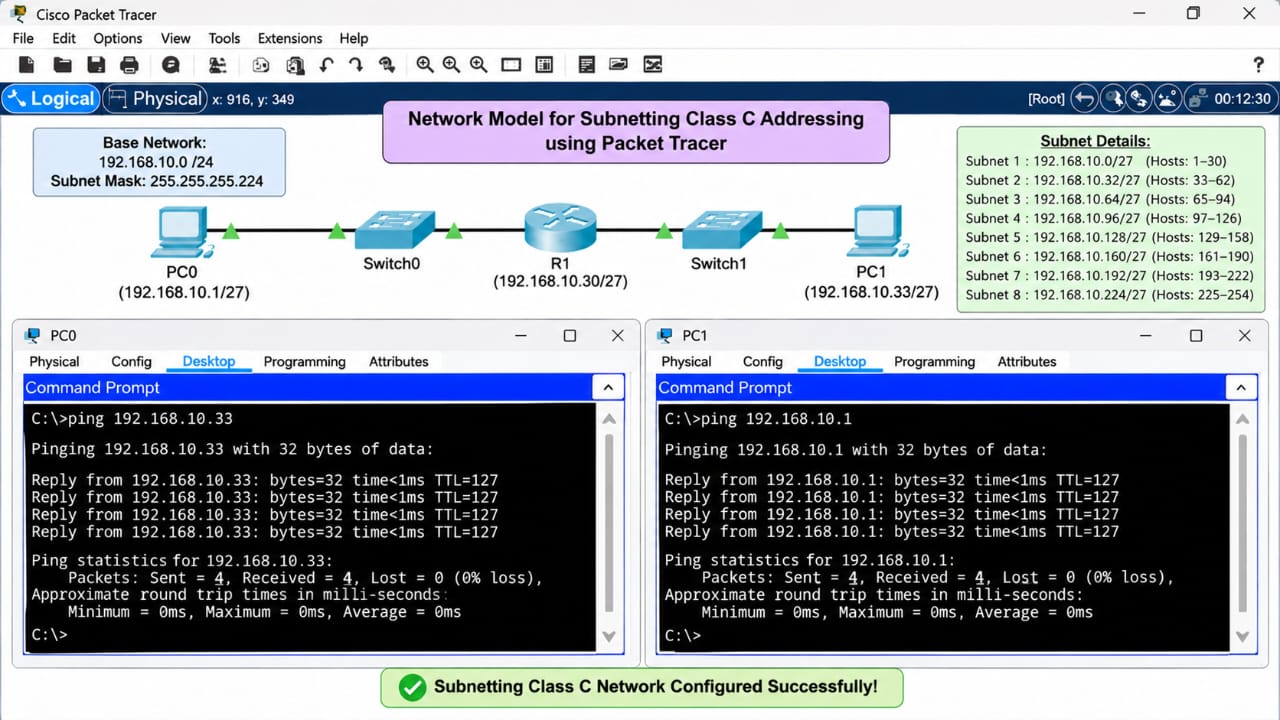 Cisco Packet Tracer
File Edit Options View Tools Extensions Help
?
Logical Physical x: 916, y: 349 [Root] 00:12:30
Network Model for Subnetting Class C Addressing
using Packet Tracer
Base Network:
192.168.10.0 /24
Subnet Mask: 255.255.255.224
Subnet Details:
Subnet 1 : 192.168.10.0/27 (Hosts: 1–30)
Subnet 2 : 192.168.10.32/27 (Hosts: 33–62)
Subnet 3 : 192.168.10.64/27 (Hosts: 65–94)
Subnet 4 : 192.168.10.96/27 (Hosts: 97–126)
Subnet 5 : 192.168.10.128/27 (Hosts: 129–158)
Subnet 6 : 192.168.10.160/27 (Hosts: 161–190)
Subnet 7 : 192.168.10.192/27 (Hosts: 193–222)
Subnet 8 : 192.168.10.224/27 (Hosts: 225–254)
PC0
(192.168.10.1/27)
Switch0
R1
(192.168.10.30/27)
Switch1
PC1
(192.168.10.33/27)
PC0
Physical Config Desktop Programming Attributes
Command Prompt
C:\>ping 192.168.10.33
Pinging 192.168.10.33 with 32 bytes of data:
Reply from 192.168.10.33: bytes=32 time<1ms TTL=127
Reply from 192.168.10.33: bytes=32 time<1ms TTL=127
Reply from 192.168.10.33: bytes=32 time<1ms TTL=127
Reply from 192.168.10.33: bytes=32 time<1ms TTL=127
Ping statistics for 192.168.10.33:
Packets: Sent = 4, Received = 4, Lost = 0 (0% loss),
Approximate round trip times in milli-seconds:
Minimum = 0ms, Maximum = 0ms, Average = 0ms
C:\>
PC1
Physical Config Desktop Programming Attributes
Command Prompt
C:\>ping 192.168.10.1
Pinging 192.168.10.1 with 32 bytes of data:
Reply from 192.168.10.1: bytes=32 time<1ms TTL=127
Reply from 192.168.10.1: bytes=32 time<1ms TTL=127
Reply from 192.168.10.1: bytes=32 time<1ms TTL=127
Reply from 192.168.10.1: bytes=32 time<1ms TTL=127
Ping statistics for 192.168.10.1:
Packets: Sent = 4, Received = 4, Lost = 0 (0% loss),
Approximate round trip times in milli-seconds:
Minimum = 0ms, Maximum = 0ms, Average = 0ms
C:\>
Subnetting Class C Network Configured Successfully!